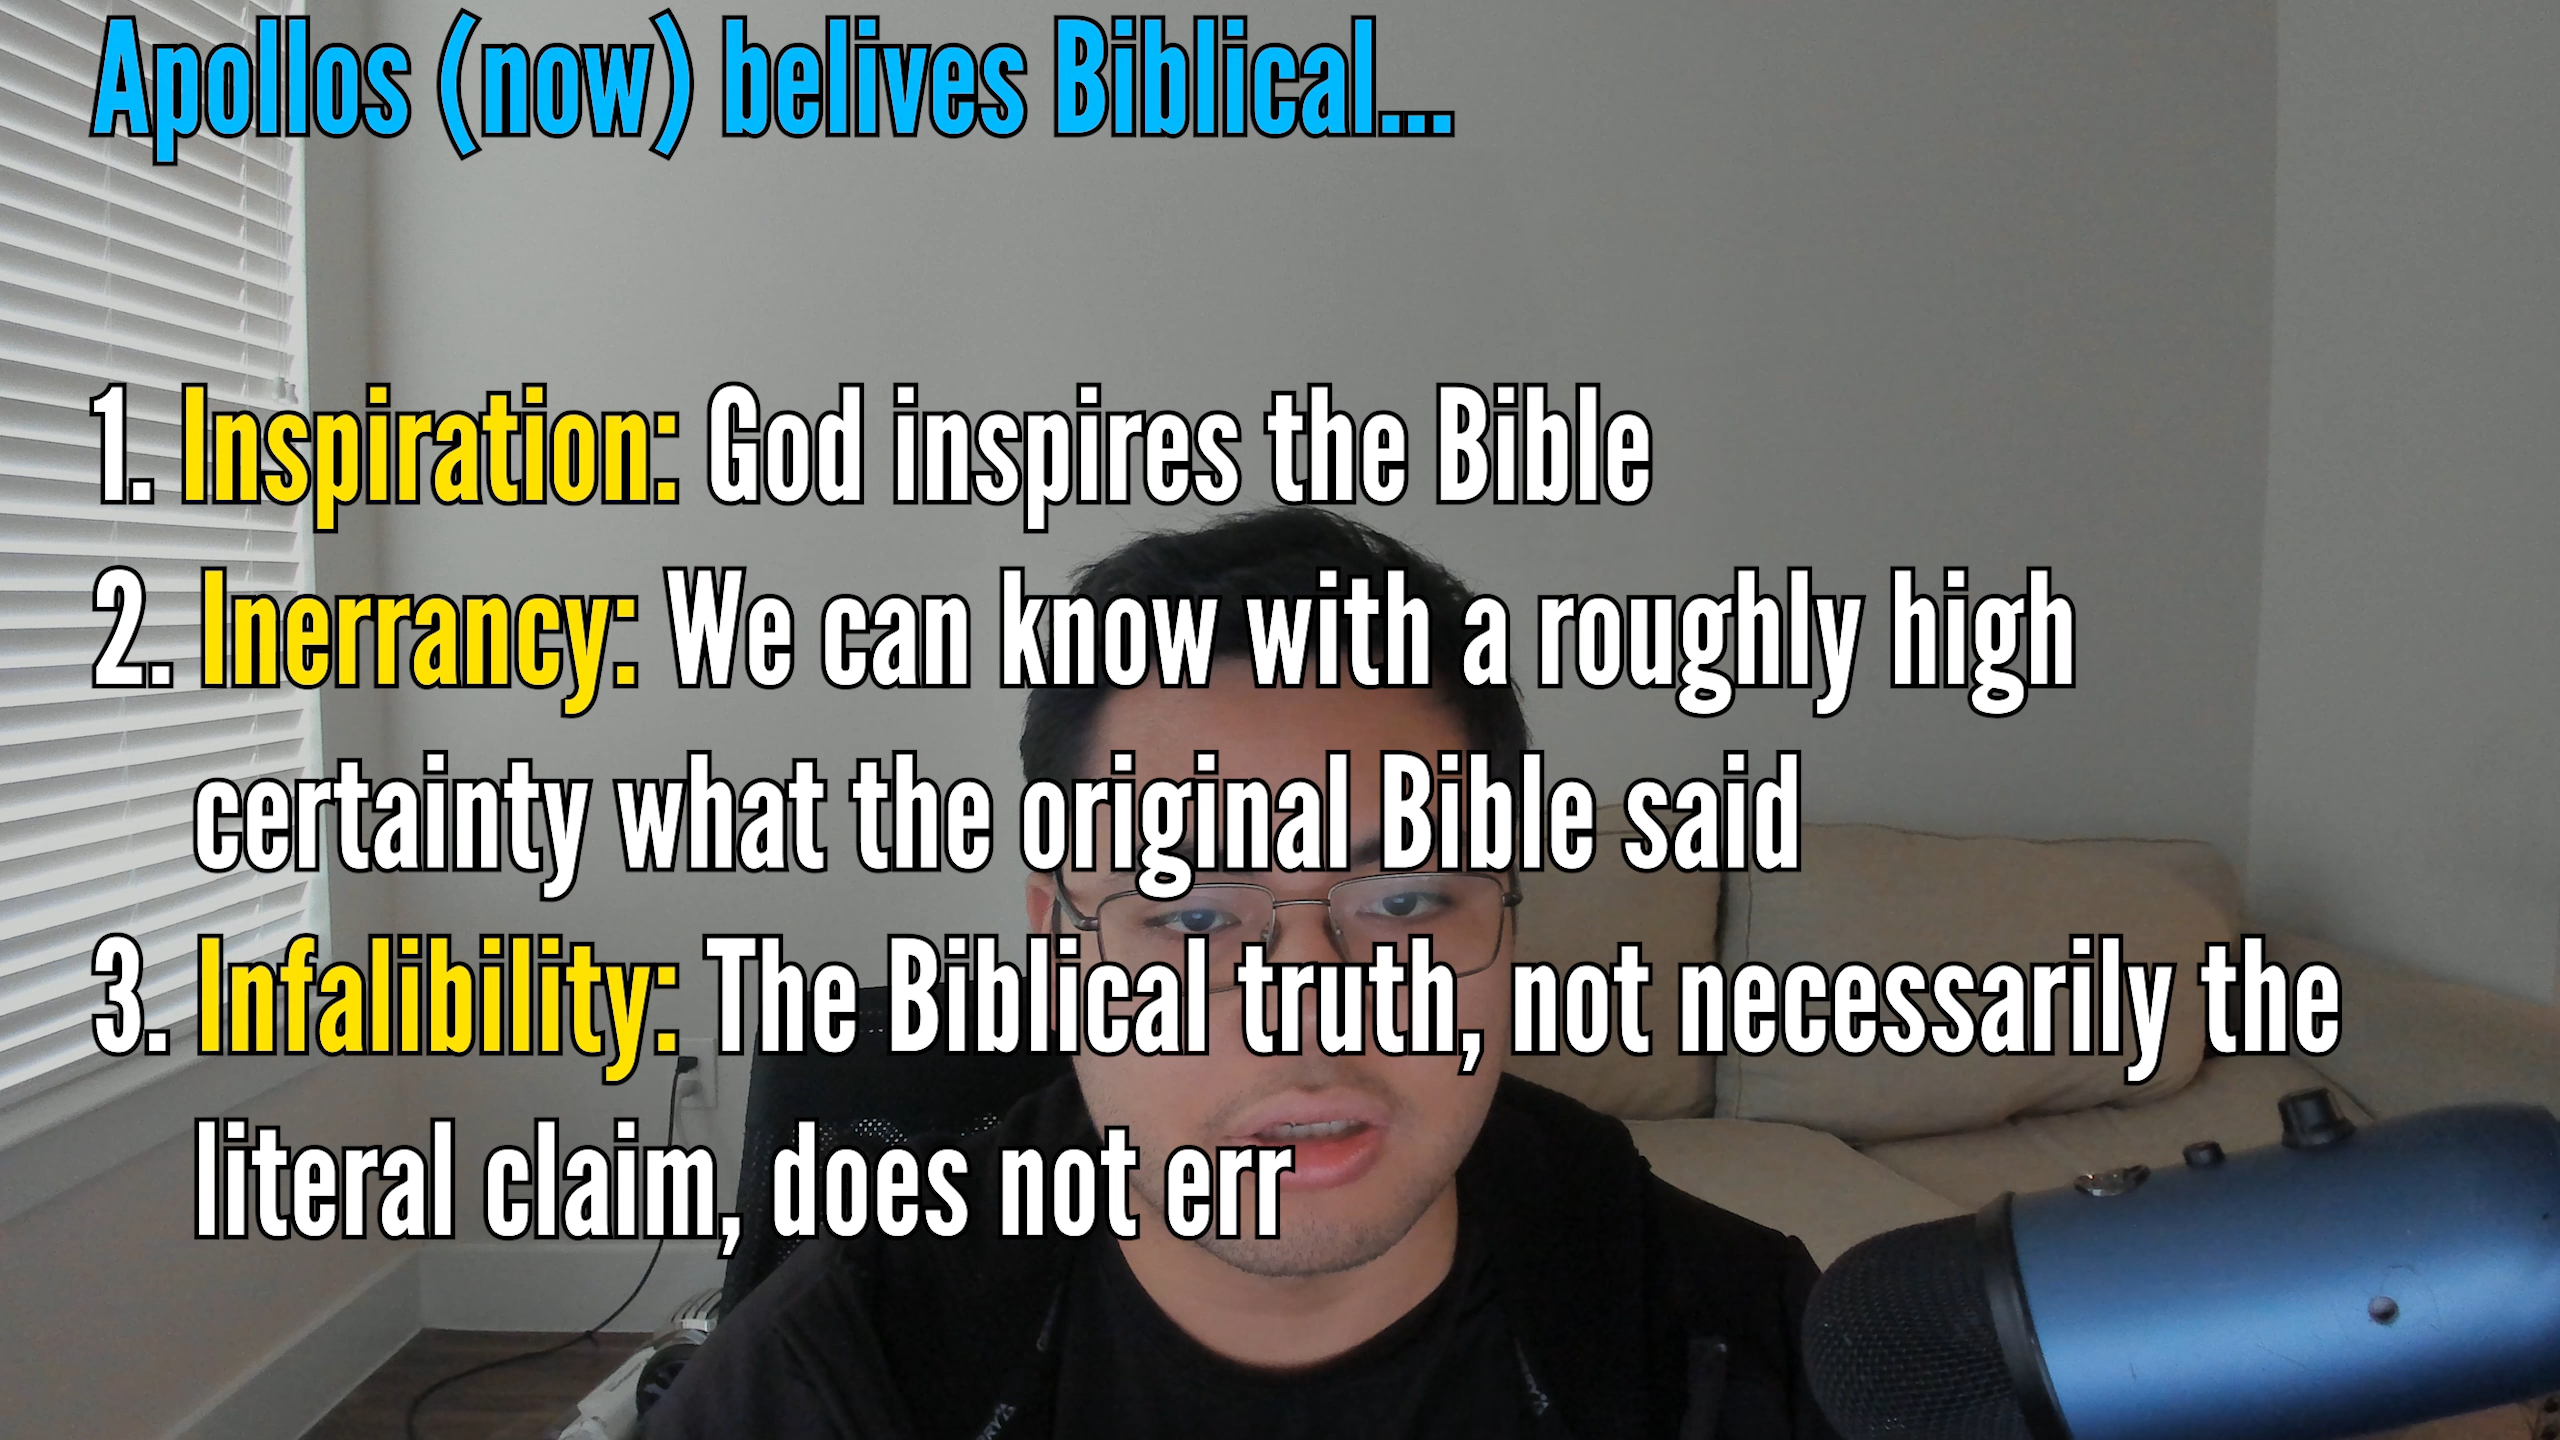 Apollos (now) belives Biblical...
1. Inspiration: God inspires the Bible
2. Inerrancy: We can know with a roughly high
certainty what the original Bible said
3. Infalibility: The Biblical truth, not necessarily the
literal claim, does not err